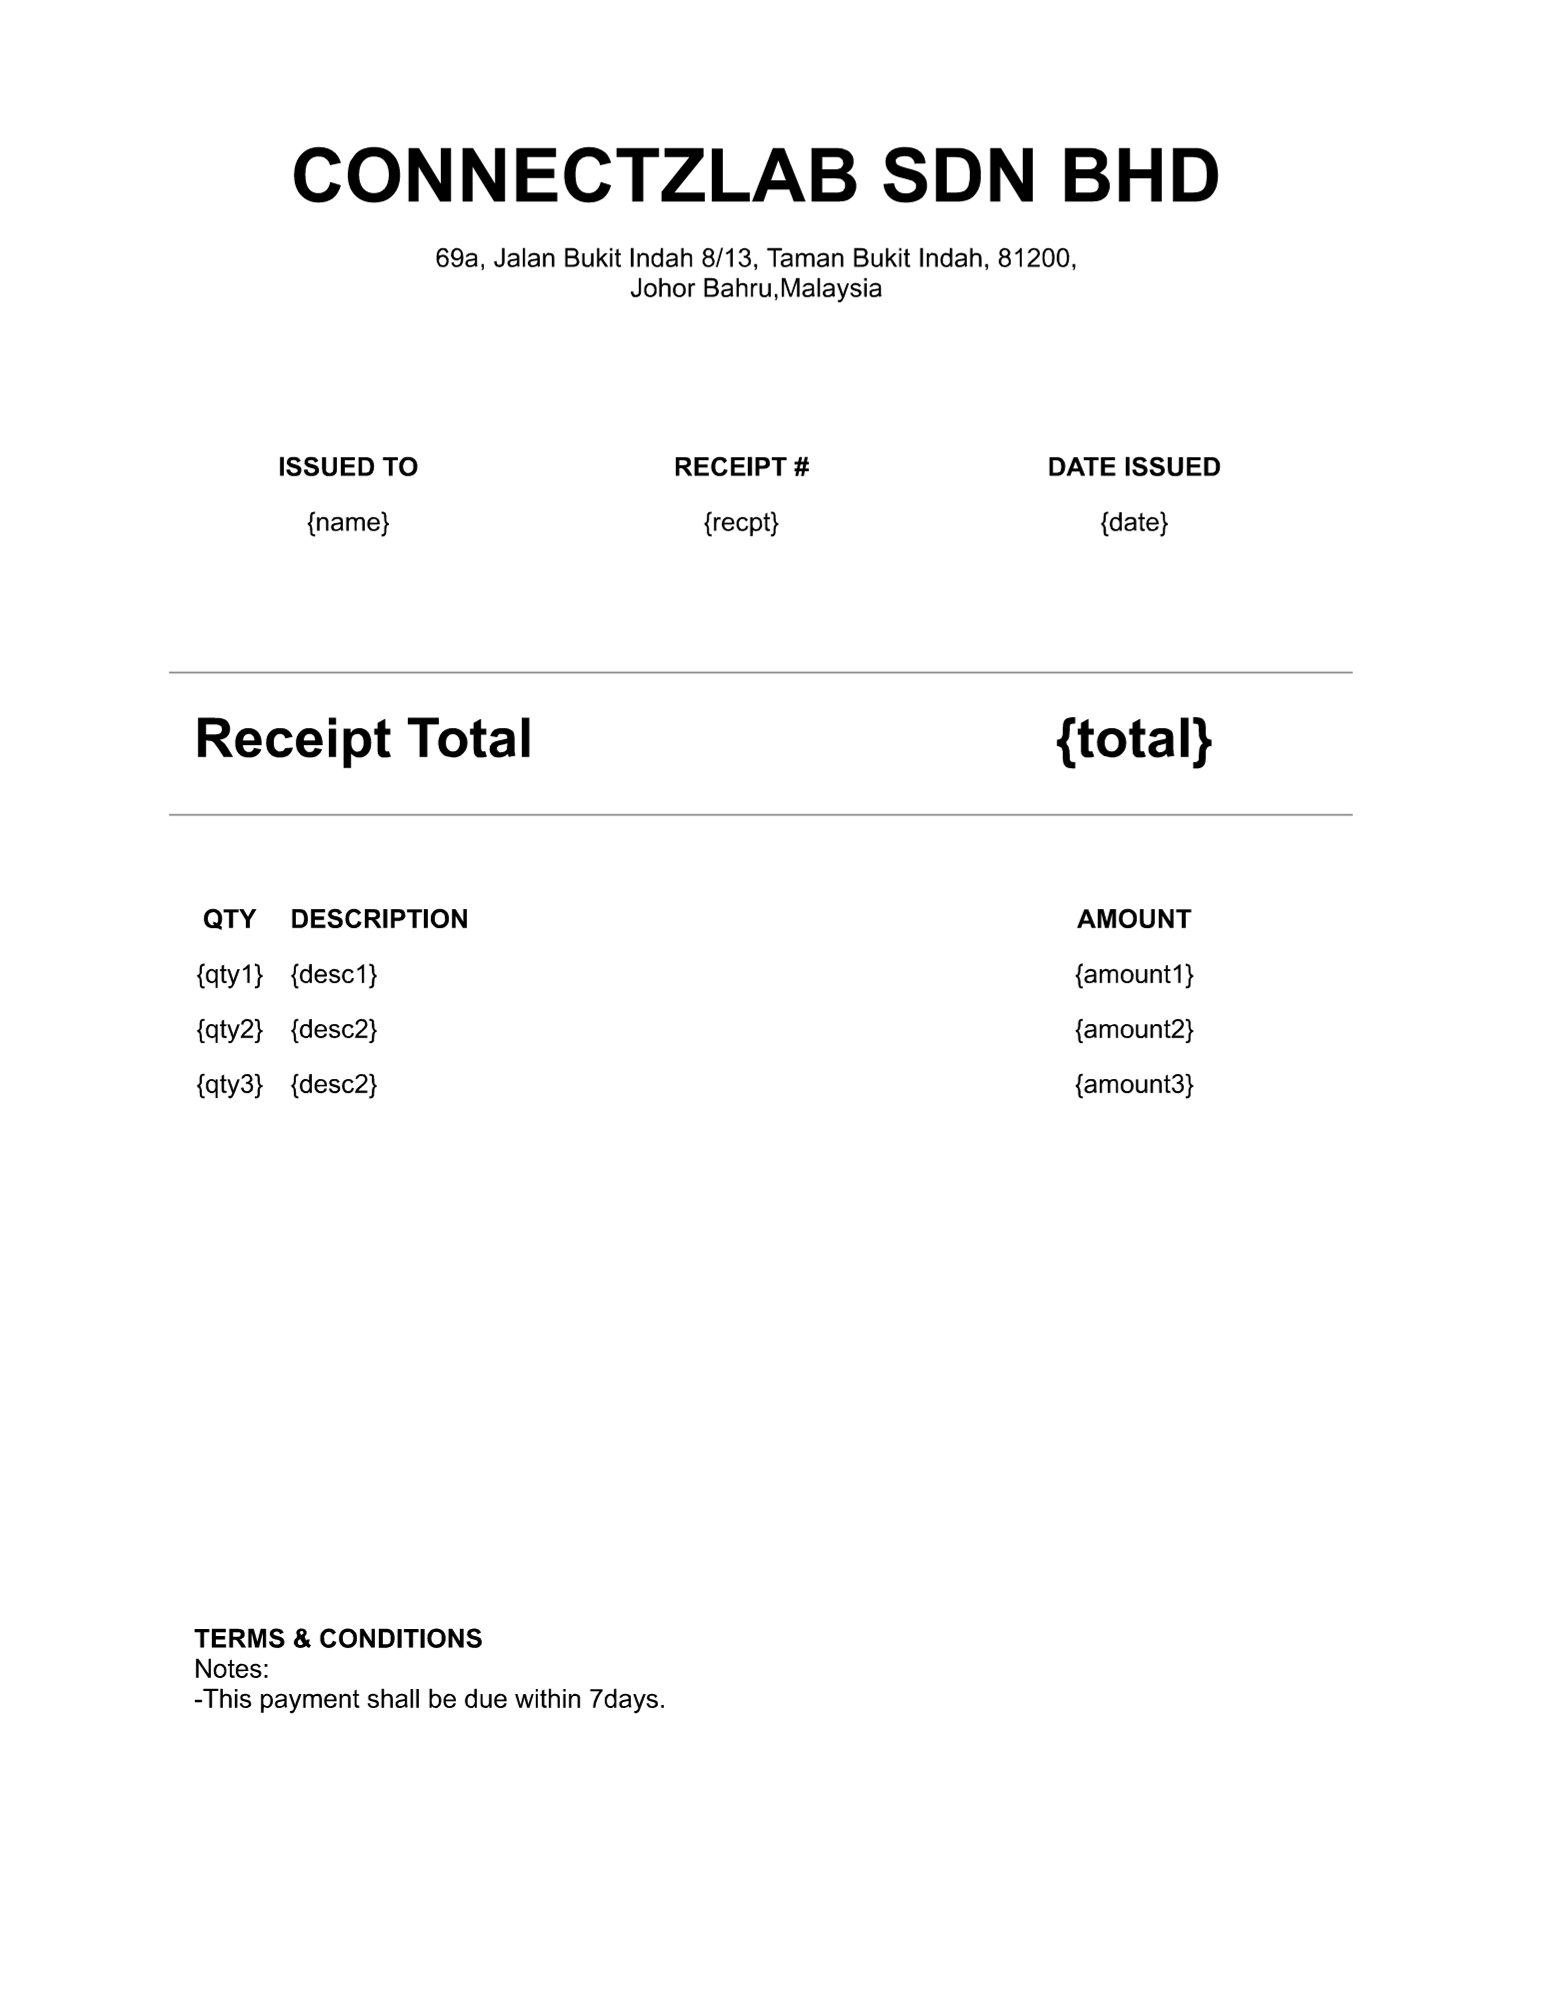 CONNECTZLAB SDN BHD
69a, Jalan Bukit Indah 8/13, Taman Bukit Indah, 81200,
Johor Bahru,Malaysia
ISSUED TO RECEIPT # DATE ISSUED
{name} {recpt} {date}
Receipt Total {total}
QTY DESCRIPTION AMOUNT
{qty1} {desc1} {amount1}
{qty2} {desc2} {amount2}
{qty3} {desc2} {amount3}
TERMS & CONDITIONS
Notes:
-This payment shall be due within 7days.